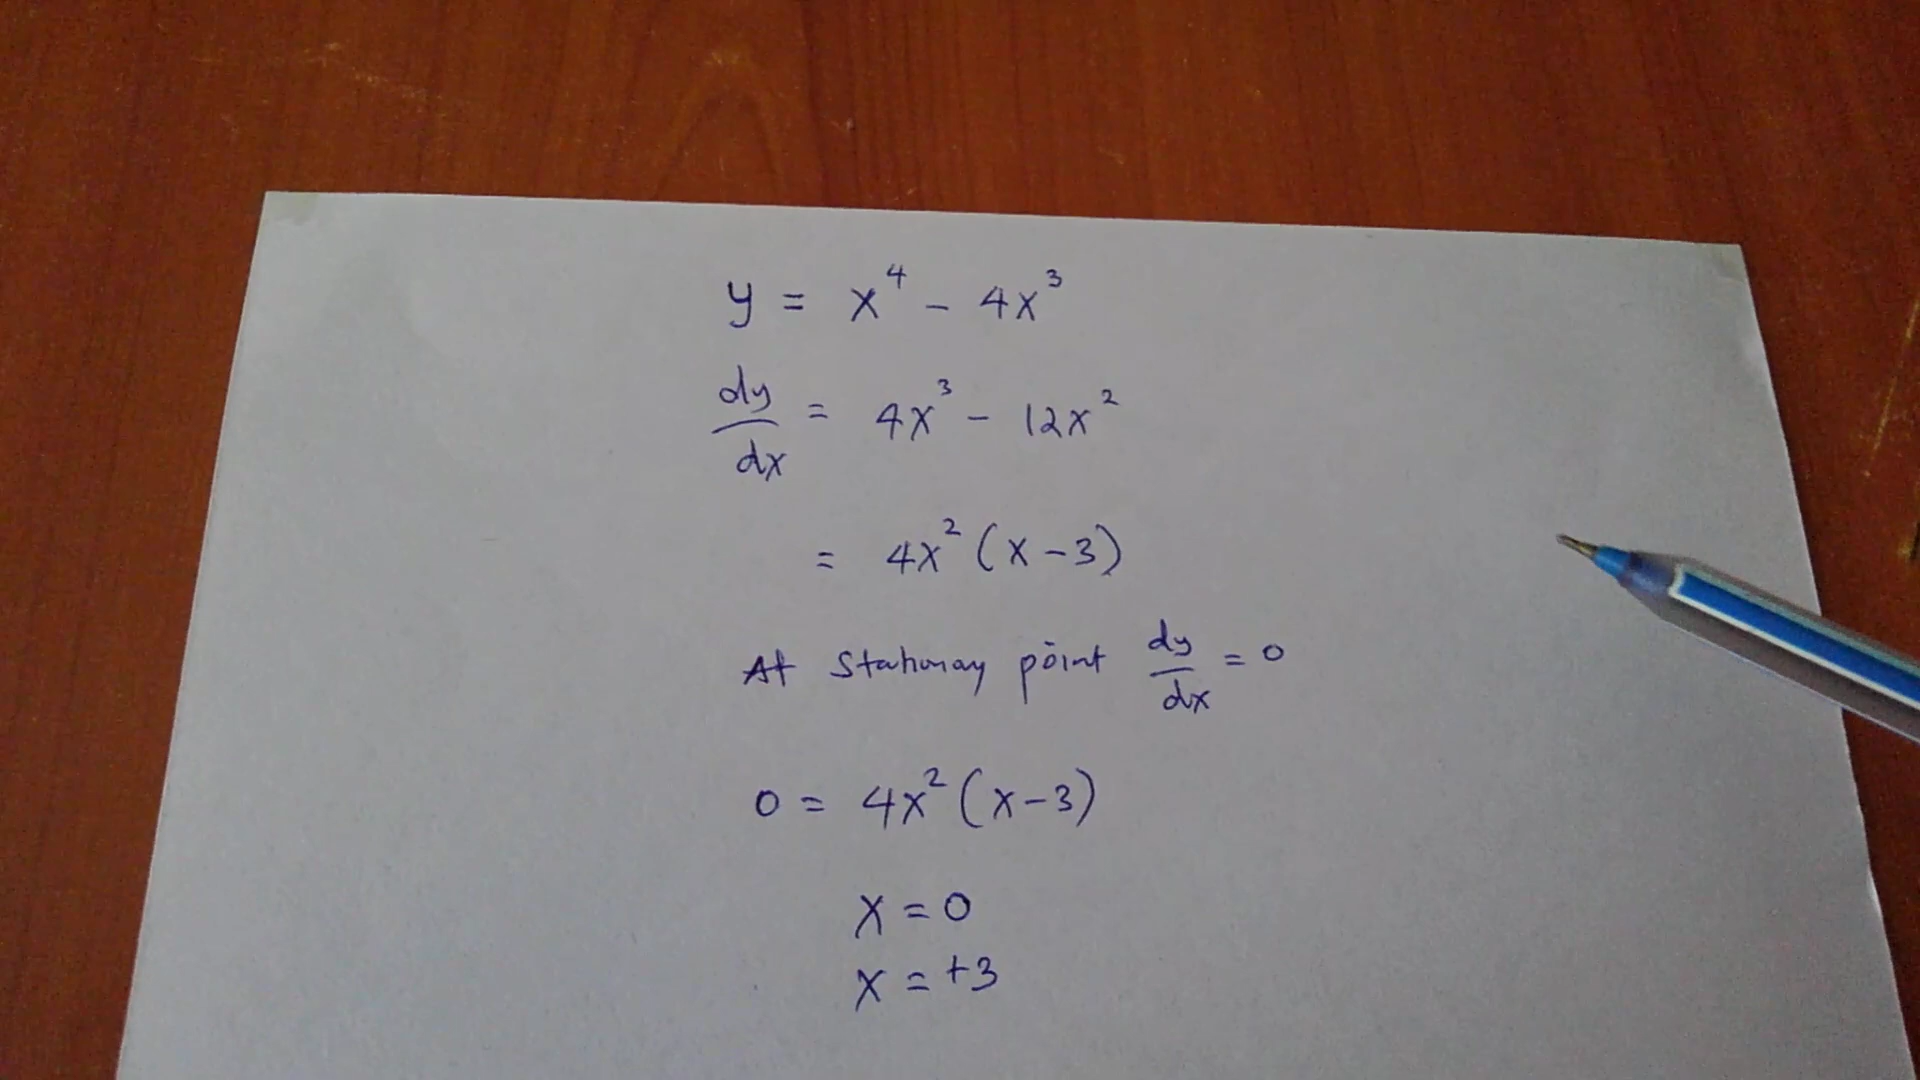 y = x⁴ - 4x³
dy/dx = 4x³ - 12x²
= 4x² (x-3)
At Stationary point dy/dx = 0
0 = 4x² (x-3)
x = 0
x = +3